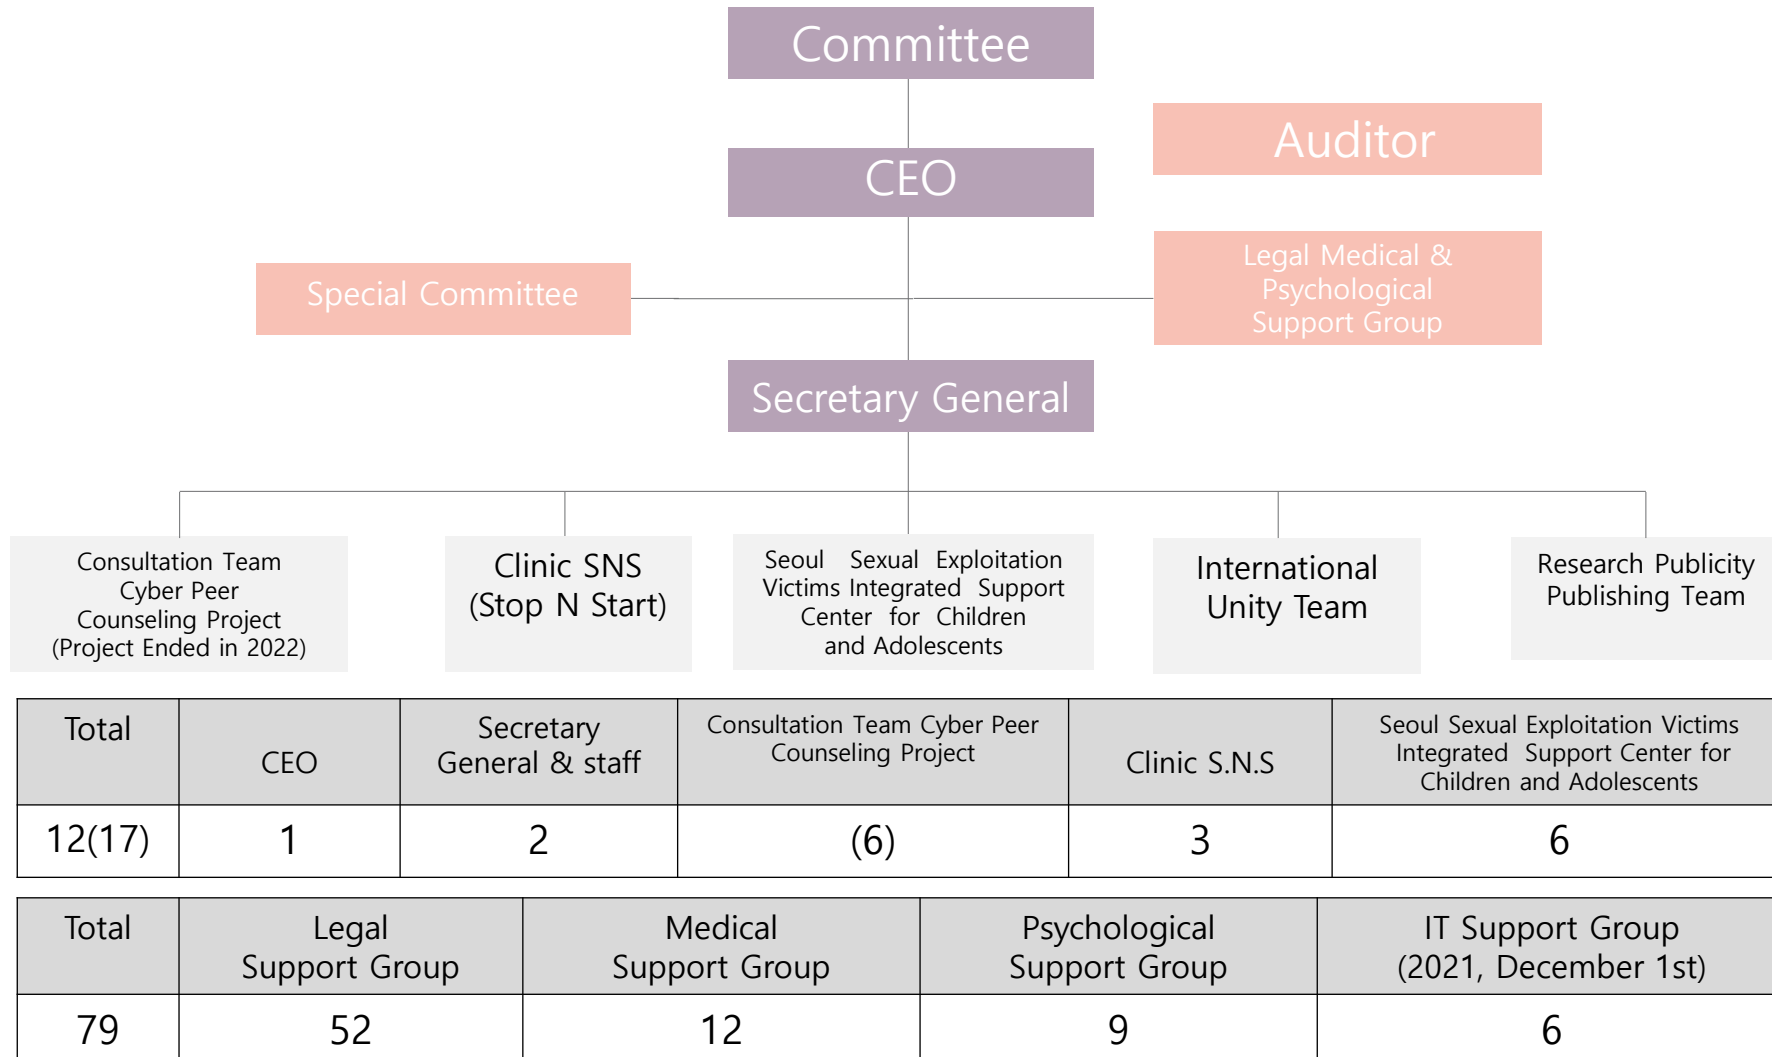 Committee
Auditor
CEO
Special Committee
Legal Medical &
Psychological
Support Group
Secretary General
Consultation Team
Cyber Peer
Counseling Project
(Project Ended in 2022)
Clinic SNS
(Stop N Start)
Seoul Sexual Exploitation
Victims Integrated Support
Center for Children
and Adolescents
International
Unity Team
Research Publicity
Publishing Team
Total
CEO
Secretary
General & staff
Consultation Team Cyber Peer
Counseling Project
Clinic S.N.S
Seoul Sexual Exploitation Victims
Integrated Support Center for
Children and Adolescents
12(17)
1
2
(6)
3
6
Total
Legal
Support Group
Medical
Support Group
Psychological
Support Group
IT Support Group
(2021, December 1st)
79
52
12
9
6